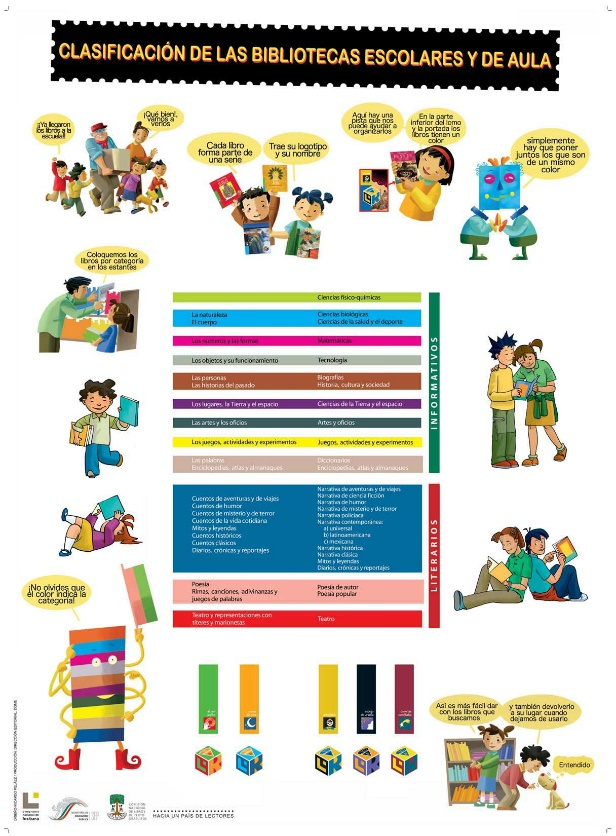 CLASIFICACIÓN DE LAS BIBLIOTECAS ESCOLARES Y DE AULA
¡Ya llegaron
los libros a la
escuela!!
¡Qué bien!,
vamos a
verlos
Cada libro
forma parte de
una serie
Trae su logotipo
y su nombre
Aquí hay una
pista que nos
puede ayudar a
organizarlos
En la parte
inferior del lomo
y la portada los
libros tienen un
color
simplemente
hay que poner
juntos los que son
de un mismo
color
Coloquemos los
libros por categoría
en los estantes
Ciencias físico-químicas
La naturaleza
El cuerpo
Ciencias biológicas
Ciencias de la salud y el deporte
Los números y las formas
Matemáticas
Los objetos y su funcionamiento
Tecnología
Las personas
Las historias del pasado
Biografías
Historia, cultura y sociedad
Los lugares, la Tierra y el espacio
Ciencias de la Tierra y el espacio
Las artes y los oficios
Artes y oficios
Los juegos, actividades y experimentos
Juegos, actividades y experimentos
Las palabras
Enciclopedias, atlas y almanaques
Diccionarios
Enciclopedias, atlas y almanaques
INFORMATIVOS
Cuentos de aventuras y de viajes
Cuentos de humor
Cuentos de misterio y de terror
Cuentos de la vida cotidiana
Mitos y leyendas
Cuentos históricos
Cuentos clásicos
Diarios, crónicas y reportajes
Narrativa de aventuras y de viajes
Narrativa de ciencia ficción
Narrativa de humor
Narrativa de misterio y de terror
Narrativa policiaca
Narrativa contemporánea:
a) universal
b) latinoamericana
c) mexicana
Narrativa histórica
Narrativa clásica
Mitos y leyendas
Diarios, crónicas y reportajes
Poesía
Rimas, canciones, adivinanzas y
juegos de palabras
Poesía de autor
Poesía popular
Teatro y representaciones con
títeres y marionetas
Teatro
LITERARIOS
¡No olvides que
el color indica la
categoría!
Así es más fácil dar
con los libros que
buscamos
y también devolverlo
a su lugar cuando
dejamos de usarlo
Entendido
HACIA UN PAÍS DE LECTORES